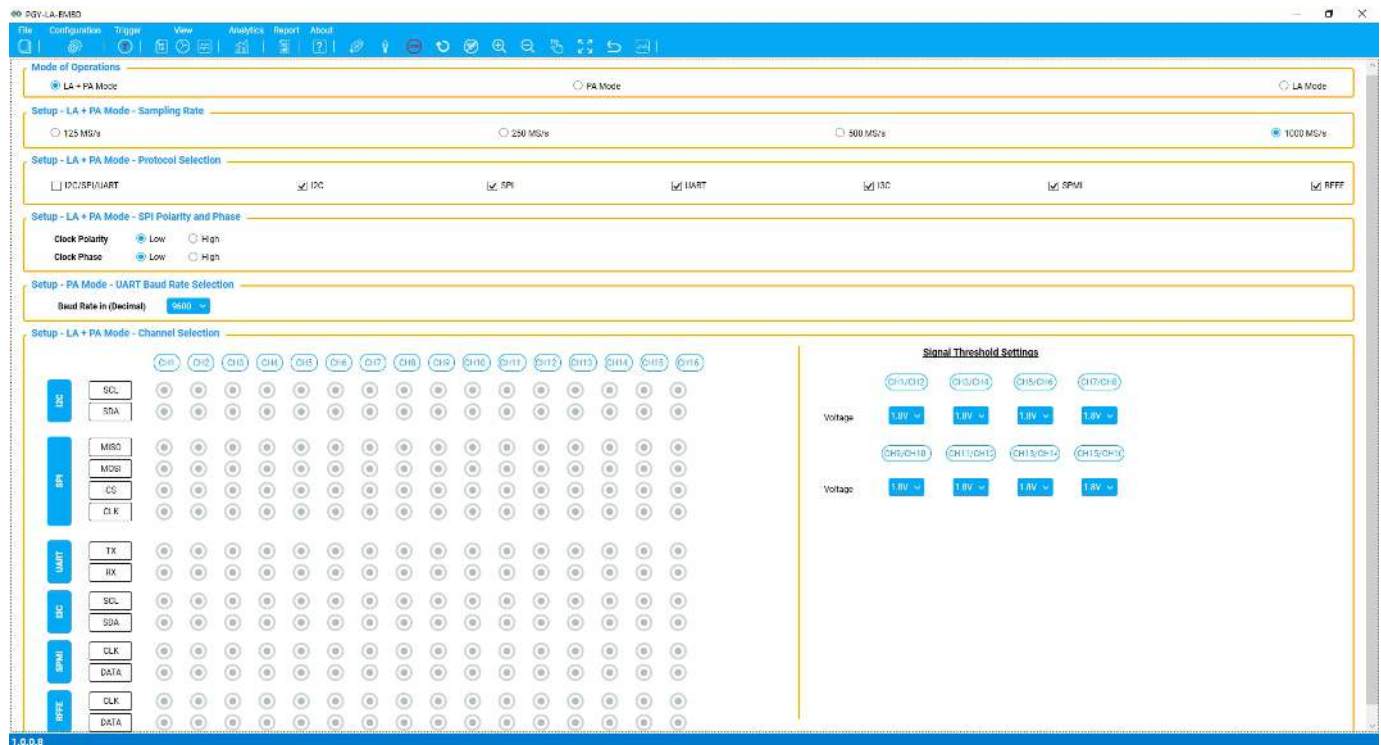 PGY-LA-EMBD
File Configuration Trigger View Analytics Report About
Mode of Operations
LA + PA Mode PA Mode LA Mode
Setup - LA + PA Mode - Sampling Rate
125 MS/s 250 MS/s 500 MS/s 1000 MS/s
Setup - LA + PA Mode - Protocol Selection
I2C/SPI/UART I2C SPI UART I3C SPMI RFFE
Setup - LA + PA Mode - SPI Polarity and Phase
Clock Polarity Low High
Clock Phase Low High
Setup - PA Mode - UART Baud Rate Selection
Baud Rate in (Decimal) 9600
Setup - LA + PA Mode - Channel Selection
CH1 CH2 CH3 CH4 CH5 CH6 CH7 CH8 CH9 CH10 CH11 CH12 CH13 CH14 CH15 CH16
I2C
SCL
SDA
SPI
MISO
MOSI
CS
CLK
UART
TX
RX
I3C
SCL
SDA
SPMI
CLK
DATA
RFFE
CLK
DATA
Signal Threshold Settings
CH1/CH2 CH3/CH4 CH5/CH6 CH7/CH8
Voltage 1.8V 1.8V 1.8V 1.8V
CH9/CH10 CH11/CH12 CH13/CH14 CH15/CH16
Voltage 1.8V 1.8V 1.8V 1.8V
1.0.0.8